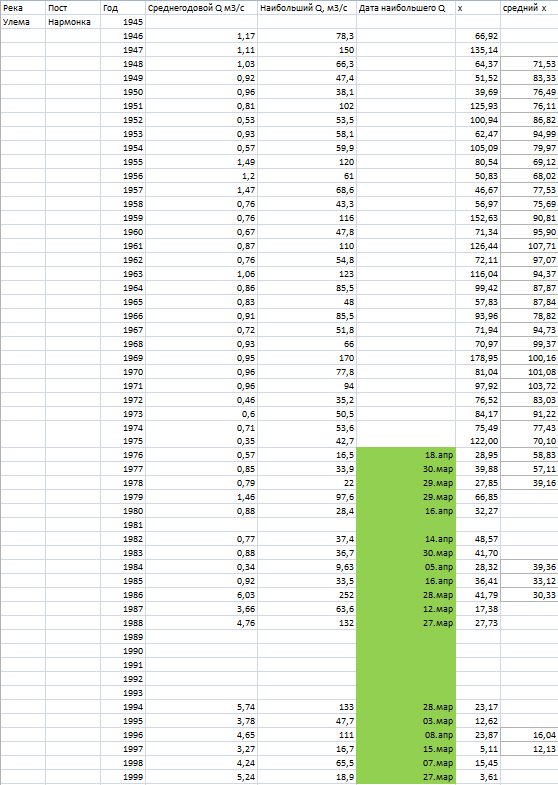 Река Пост Год Среднегодовой Q м3/с Наибольший Q, м3/с Дата наибольшего Q x средний x
Улема Нармонка 1945
1946 1,17 78,3 66,92
1947 1,11 150 135,14
1948 1,03 66,3 64,37 71,53
1949 0,92 47,4 51,52 83,33
1950 0,96 38,1 39,69 76,49
1951 0,81 102 125,93 76,11
1952 0,53 53,5 100,94 86,82
1953 0,93 58,1 62,47 94,99
1954 0,57 59,9 105,09 79,97
1955 1,49 120 80,54 69,12
1956 1,2 61 50,83 68,02
1957 1,47 68,6 46,67 77,53
1958 0,76 43,3 56,97 75,69
1959 0,76 116 152,63 90,81
1960 0,67 47,8 71,34 95,90
1961 0,87 110 126,44 107,71
1962 0,76 54,8 72,11 97,07
1963 1,06 123 116,04 94,37
1964 0,86 85,5 99,42 87,87
1965 0,83 48 57,83 87,84
1966 0,91 85,5 93,96 78,82
1967 0,72 51,8 71,94 94,73
1968 0,93 66 70,97 99,37
1969 0,95 170 178,95 100,16
1970 0,96 77,8 81,04 101,08
1971 0,96 94 97,92 103,72
1972 0,46 35,2 76,52 83,03
1973 0,6 50,5 84,17 91,22
1974 0,71 53,6 75,49 77,43
1975 0,35 42,7 122,00 70,10
1976 0,57 16,5 18.апр 28,95 58,83
1977 0,85 33,9 30.мар 39,88 57,11
1978 0,79 22 29.мар 27,85 39,16
1979 1,46 97,6 29.мар 66,85
1980 0,88 28,4 16.апр 32,27
1981
1982 0,77 37,4 14.апр 48,57
1983 0,88 36,7 30.мар 41,70
1984 0,34 9,63 05.апр 28,32 39,36
1985 0,92 33,5 16.апр 36,41 33,12
1986 6,03 252 28.мар 41,79 30,33
1987 3,66 63,6 12.мар 17,38
1988 4,76 132 27.мар 27,73
1989
1990
1991
1992
1993
1994 5,74 133 28.мар 23,17
1995 3,78 47,7 03.мар 12,62
1996 4,65 111 08.апр 23,87 16,04
1997 3,27 16,7 15.мар 5,11 12,13
1998 4,24 65,5 07.мар 15,45
1999 5,24 18,9 27.мар 3,61